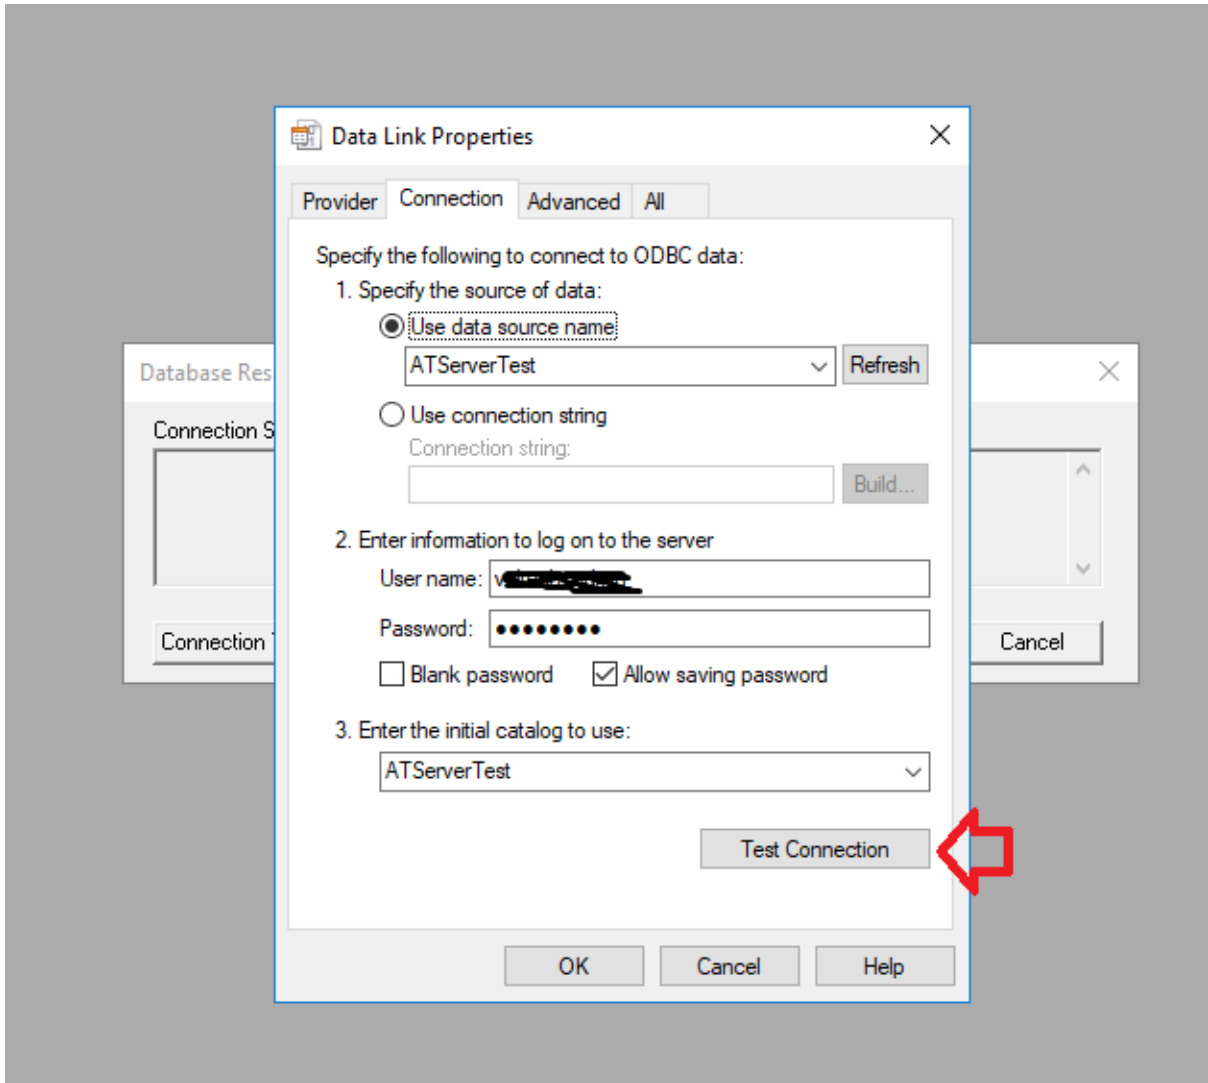 Data Link Properties
Provider Connection Advanced All
Specify the following to connect to ODBC data:
1. Specify the source of data:
Use data source name
ATServerTest Refresh
Use connection string
Connection string:
Build...
2. Enter information to log on to the server
User name:
Password: ●●●●●●●●
Blank password Allow saving password
3. Enter the initial catalog to use:
ATServerTest
Test Connection
OK Cancel Help
Database Res
Connection S
Connection
Cancel